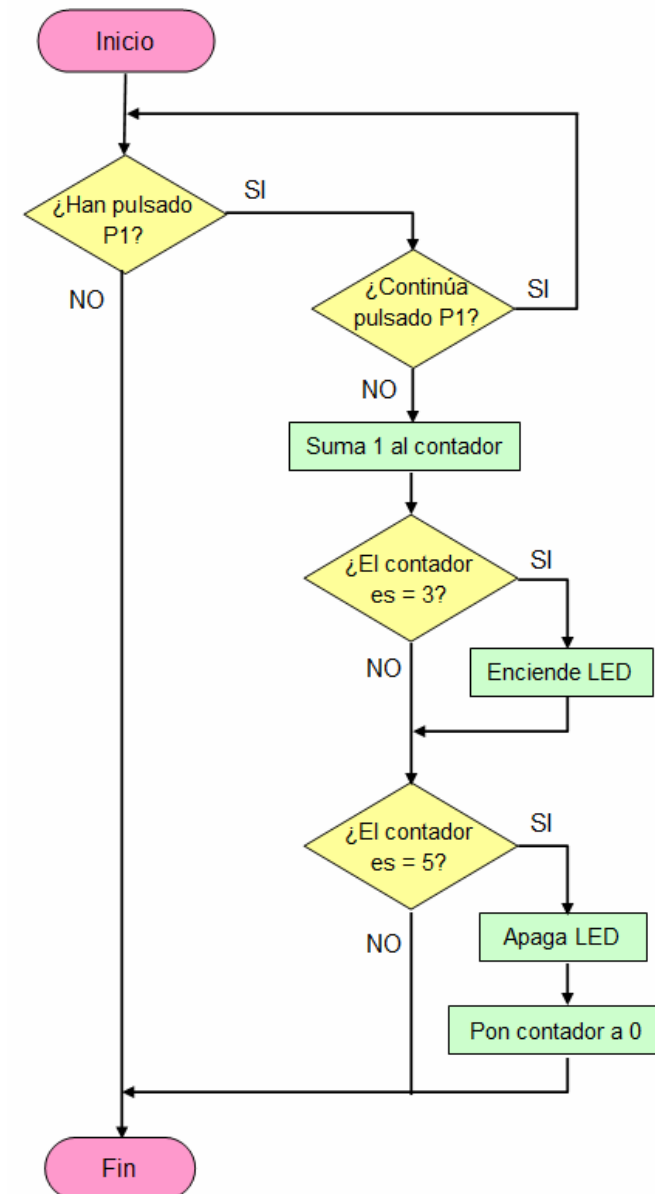 Inicio
¿Han pulsado
P1?
SI
NO
¿Continúa
pulsado P1?
SI
NO
Suma 1 al contador
¿El contador
es = 3?
SI
NO
Enciende LED
¿El contador
es = 5?
SI
NO
Apaga LED
Pon contador a 0
Fin